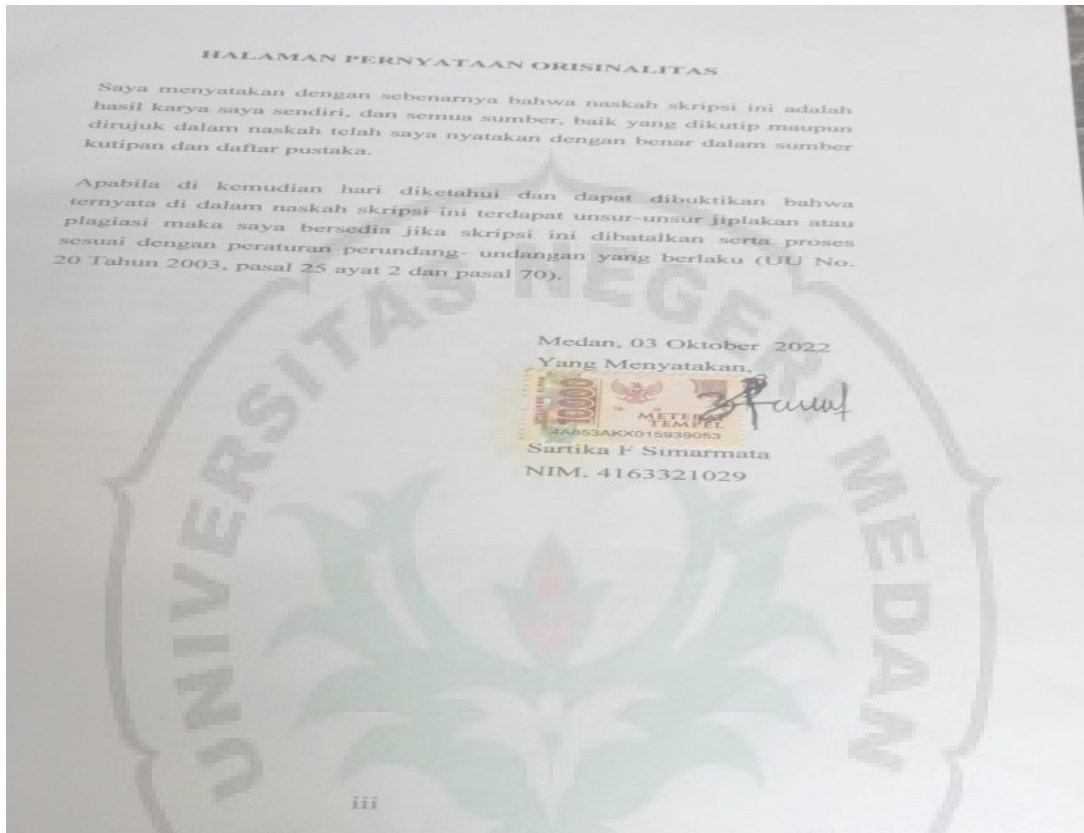 HALAMAN PERNYATAAN ORISINALITAS
Saya menyatakan dengan sebenarnya bahwa naskah skripsi ini adalah
hasil karya saya sendiri, dan semua sumber, baik yang dikutip maupun
dirujuk dalam naskah telah saya nyatakan dengan benar dalam sumber
kutipan dan daftar pustaka.
Apabila di kemudian hari diketahui dan dapat dibuktikan bahwa
ternyata di dalam naskah skripsi ini terdapat unsur-unsur jiplakan atau
plagiasi maka saya bersedia jika skripsi ini dibatalkan serta proses
sesuai dengan peraturan perundang- undangan yang berlaku (UU No.
20 Tahun 2003, pasal 25 ayat 2 dan pasal 70).
Medan, 03 Oktober 2022
Yang Menyatakan,
10000
METERAI
TEMPEL
4A853AKX015939053
Sartika F Simarmata
NIM. 4163321029
UNIVERSITAS NEGERI MEDAN
iii